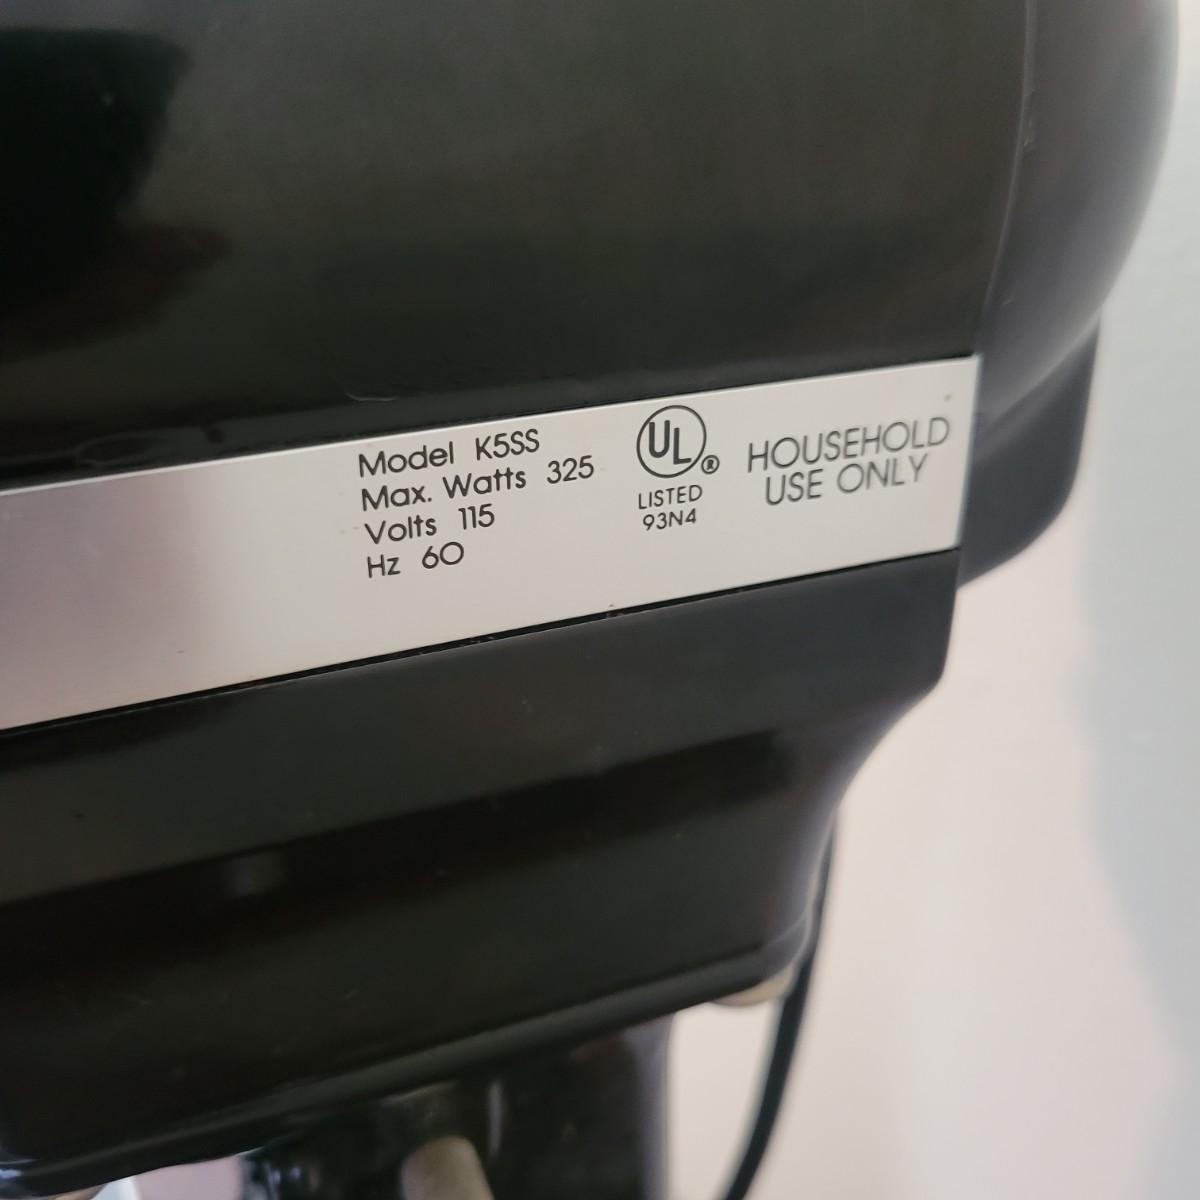 Model K5SS
Max. Watts 325
Volts 115
Hz 60
UL®
LISTED
93N4
HOUSEHOLD
USE ONLY